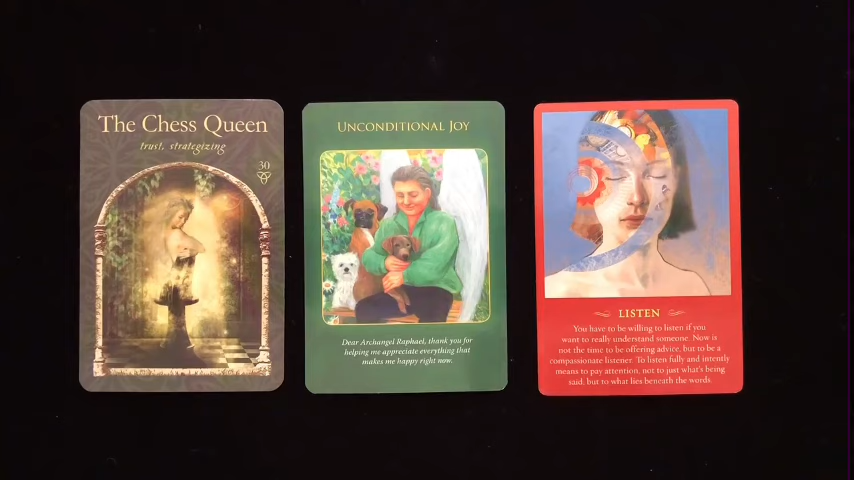 The Chess Queen
trust, strategizing
30
UNCONDITIONAL JOY
Dear Archangel Raphael, thank you for
helping me appreciate everything that
makes me happy right now.
LISTEN
You have to be willing to listen if you
want to really understand someone. Now is
not the time to be offering advice, but to be a
compassionate listener. To listen fully and intently
means to pay attention, not to just what's being
said, but to what lies beneath the words.